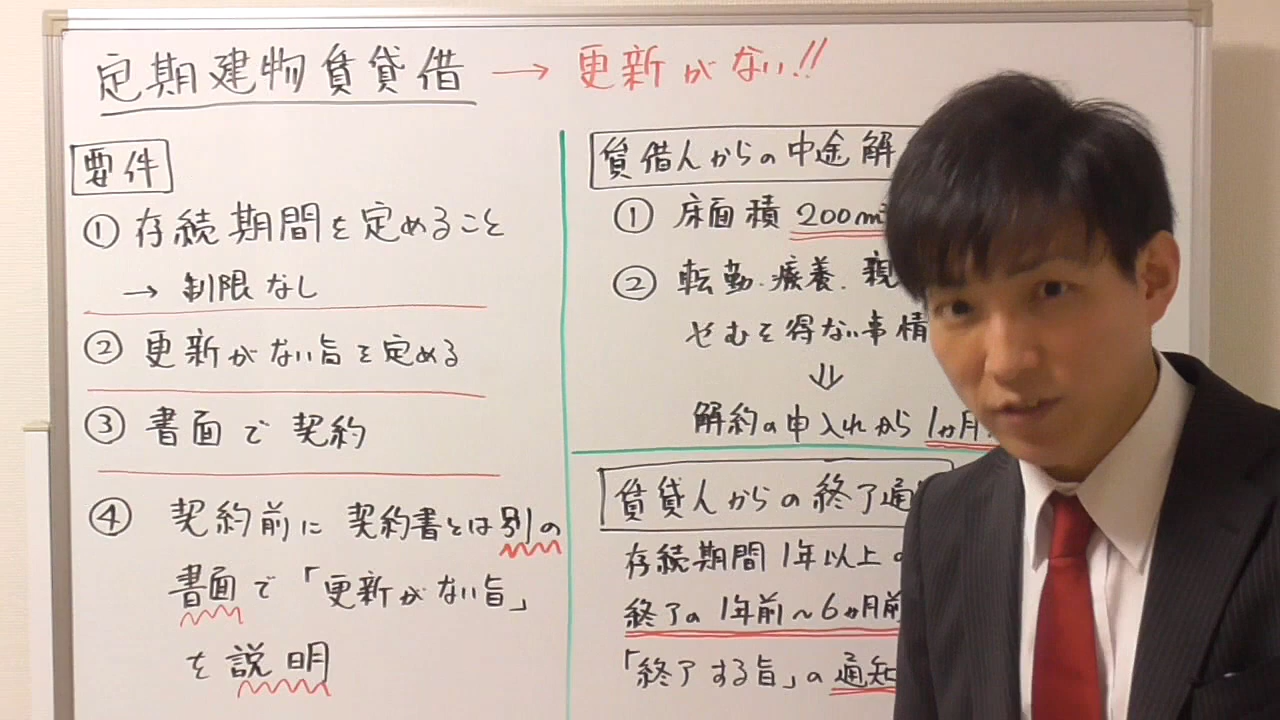 定期建物賃貸借 → 更新がない!!
要件
① 存続期間を定めること
→ 制限なし
② 更新がない旨を定める
③ 書面で契約
④ 契約前に契約書とは別の
書面で「更新がない旨」
を説明
賃借人からの中途解
① 床面積 200m²
② 転勤・療養・親
やむを得ない事情
⇓
解約の申入れから1ヵ月
賃貸人からの終了通
存続期間1年以上の
終了の1年前~6ヵ月前
「終了する旨」の通知